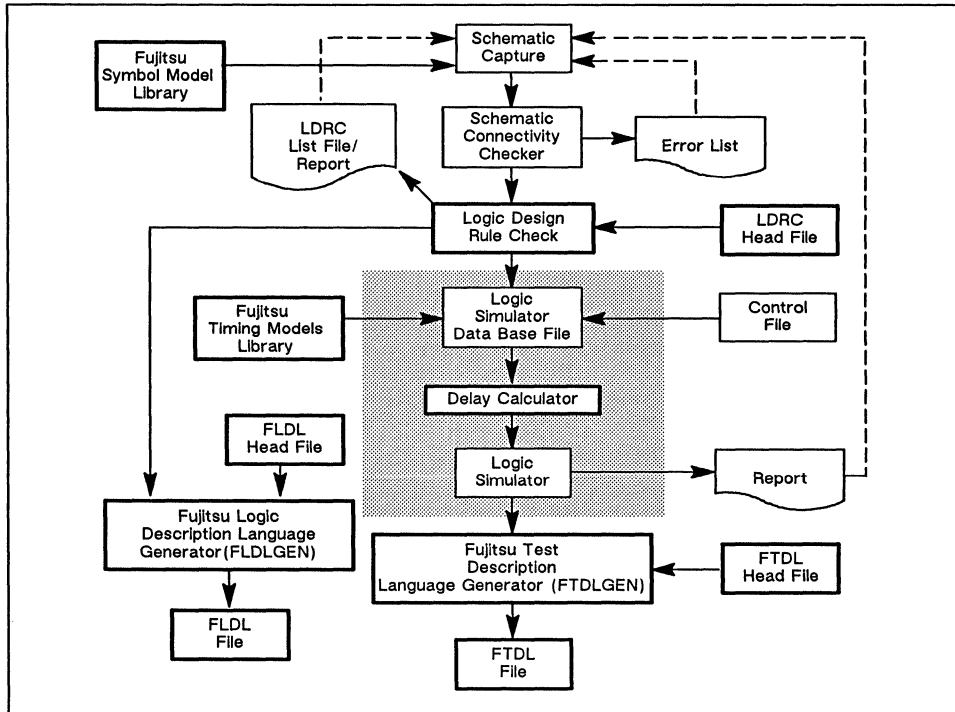 Schematic
Capture
Fujitsu
Symbol Model
Library
LDRC
List File/
Report
Schematic
Connectivity
Checker
Error List
Logic Design
Rule Check
LDRC
Head File
Fujitsu
Timing Models
Library
Logic
Simulator
Data Base File
Control
File
Delay Calculator
FLDL
Head File
Logic
Simulator
Report
Fujitsu Logic
Description Language
Generator(FLDLGEN)
Fujitsu Test
Description
Language Generator (FTDLGEN)
FTDL
Head File
FLDL
File
FTDL
File